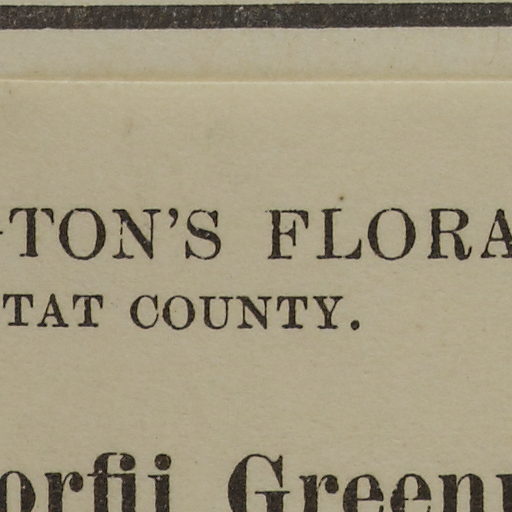 TON'S FLORA
TAT COUNTY.
orfii Green